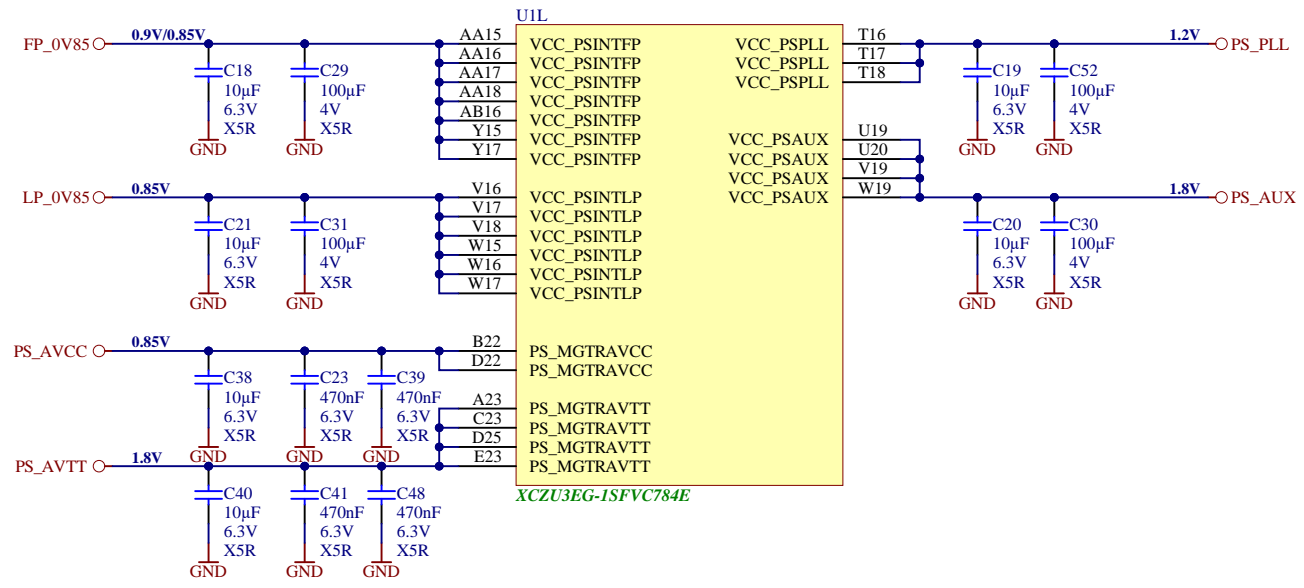 U1L
FP_0V85
0.9V/0.85V
C18
10µF
6.3V
X5R
GND
C29
100µF
4V
X5R
GND
AA15 VCC_PSINTFP
AA16 VCC_PSINTFP
AA17 VCC_PSINTFP
AA18 VCC_PSINTFP
AB16 VCC_PSINTFP
Y15 VCC_PSINTFP
Y17 VCC_PSINTFP
VCC_PSPLL T16
VCC_PSPLL T17
VCC_PSPLL T18
1.2V
PS_PLL
C19
10µF
6.3V
X5R
GND
C52
100µF
4V
X5R
GND
LP_0V85
0.85V
C21
10µF
6.3V
X5R
GND
C31
100µF
4V
X5R
GND
V16 VCC_PSINTLP
V17 VCC_PSINTLP
V18 VCC_PSINTLP
W15 VCC_PSINTLP
W16 VCC_PSINTLP
W17 VCC_PSINTLP
VCC_PSAUX U19
VCC_PSAUX U20
VCC_PSAUX V19
VCC_PSAUX W19
1.8V
PS_AUX
C20
10µF
6.3V
X5R
GND
C30
100µF
4V
X5R
GND
PS_AVCC
0.85V
C38
10µF
6.3V
X5R
GND
C23
470nF
6.3V
X5R
GND
C39
470nF
6.3V
X5R
GND
B22 PS_MGTRAVCC
D22 PS_MGTRAVCC
A23 PS_MGTRAVTT
C23 PS_MGTRAVTT
D25 PS_MGTRAVTT
E23 PS_MGTRAVTT
PS_AVTT
1.8V
C40
10µF
6.3V
X5R
GND
C41
470nF
6.3V
X5R
GND
C48
470nF
6.3V
X5R
GND
XCZU3EG-1SFVC784E